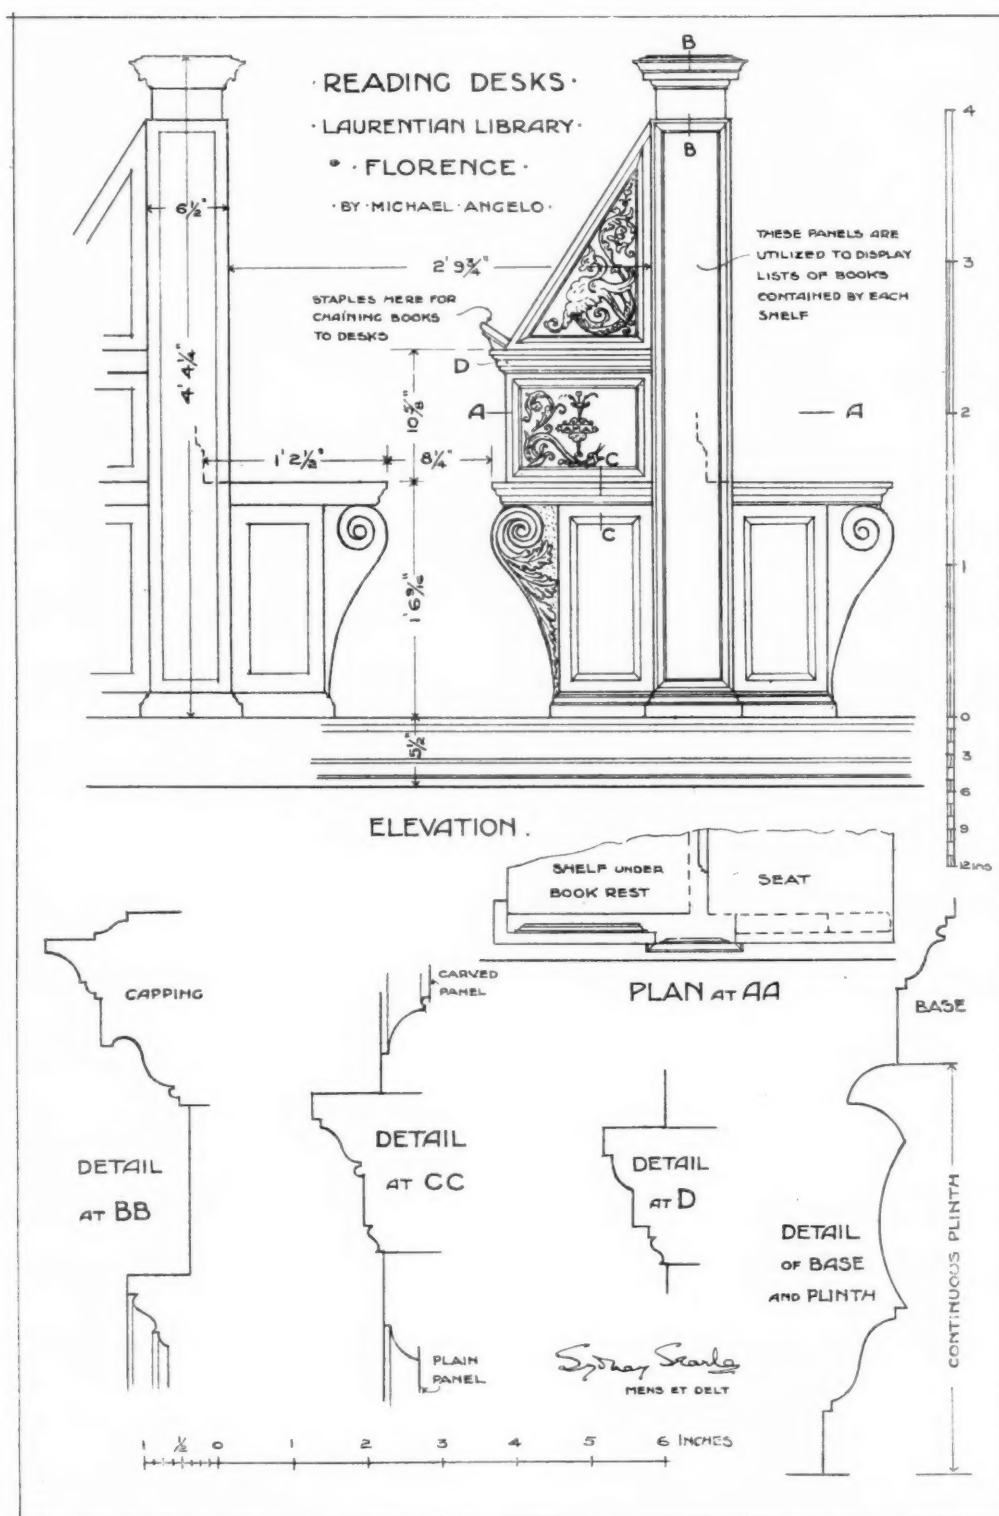 · READING DESKS ·
· LAURENTIAN LIBRARY ·
· FLORENCE ·
· BY · MICHAEL · ANGELO ·
B
B
4
3
2
1
0
3
6
9
12 INS
6½"
2' 9¾"
THESE PANELS ARE
UTILIZED TO DISPLAY
LISTS OF BOOKS
CONTAINED BY EACH
SHELF
STAPLES HERE FOR
CHAINING BOOKS
TO DESKS
4' 4¼"
D
10⅝"
A
A
1' 2½"
8¼"
C
C
1' 6 9/16"
5½"
ELEVATION.
SHELF UNDER
BOOK REST
SEAT
PLAN AT AA
CAPPING
CARVED
PANEL
BASE
DETAIL
AT BB
DETAIL
AT CC
DETAIL
AT D
DETAIL
OF BASE
AND PLINTH
CONTINUOUS PLINTH
PLAIN
PANEL
Sydney Searle
MENS ET DELT
1 ½ 0 1 2 3 4 5 6 INCHES